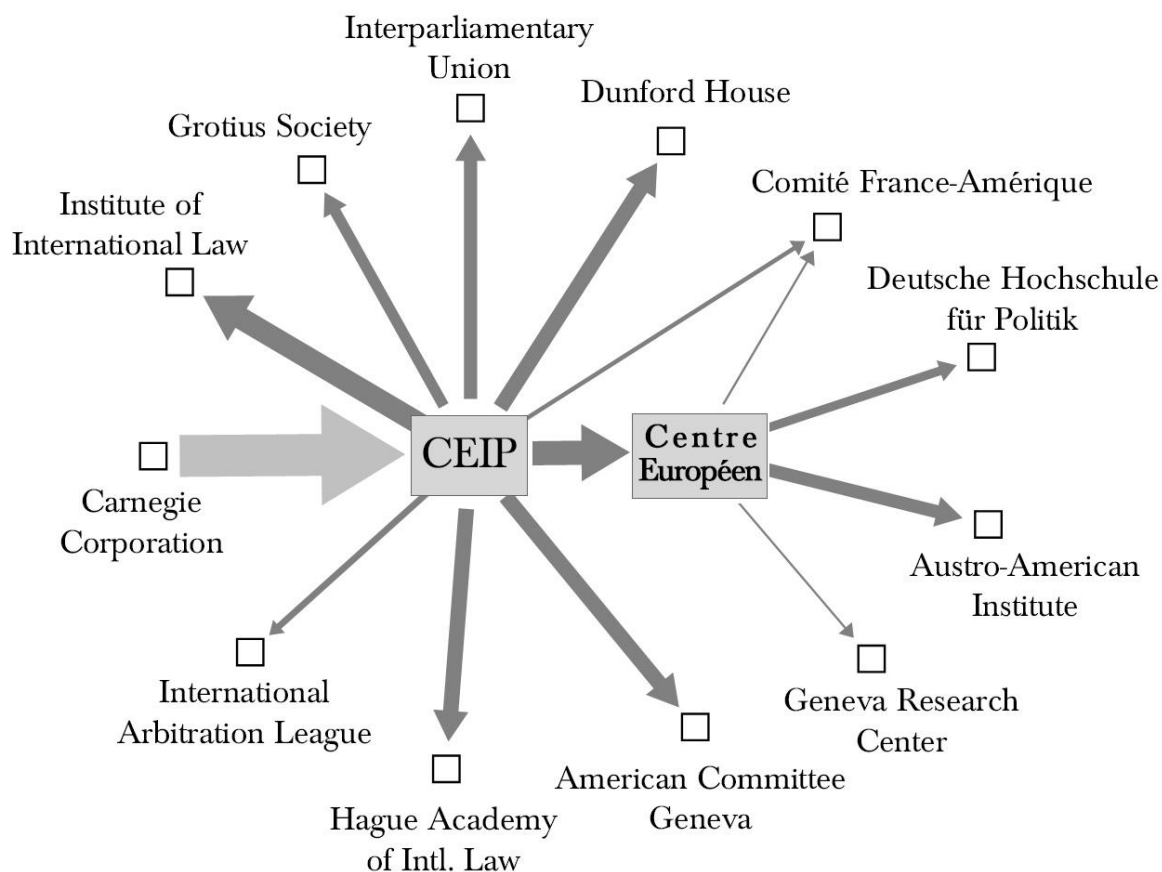 Interparliamentary
Union
Dunford House
Grotius Society
Comité France-Amérique
Institute of
International Law
Deutsche Hochschule
für Politik
CEIP
Centre
Européen
Carnegie
Corporation
Austro-American
Institute
International
Arbitration League
Geneva Research
Center
American Committee
Geneva
Hague Academy
of Intl. Law